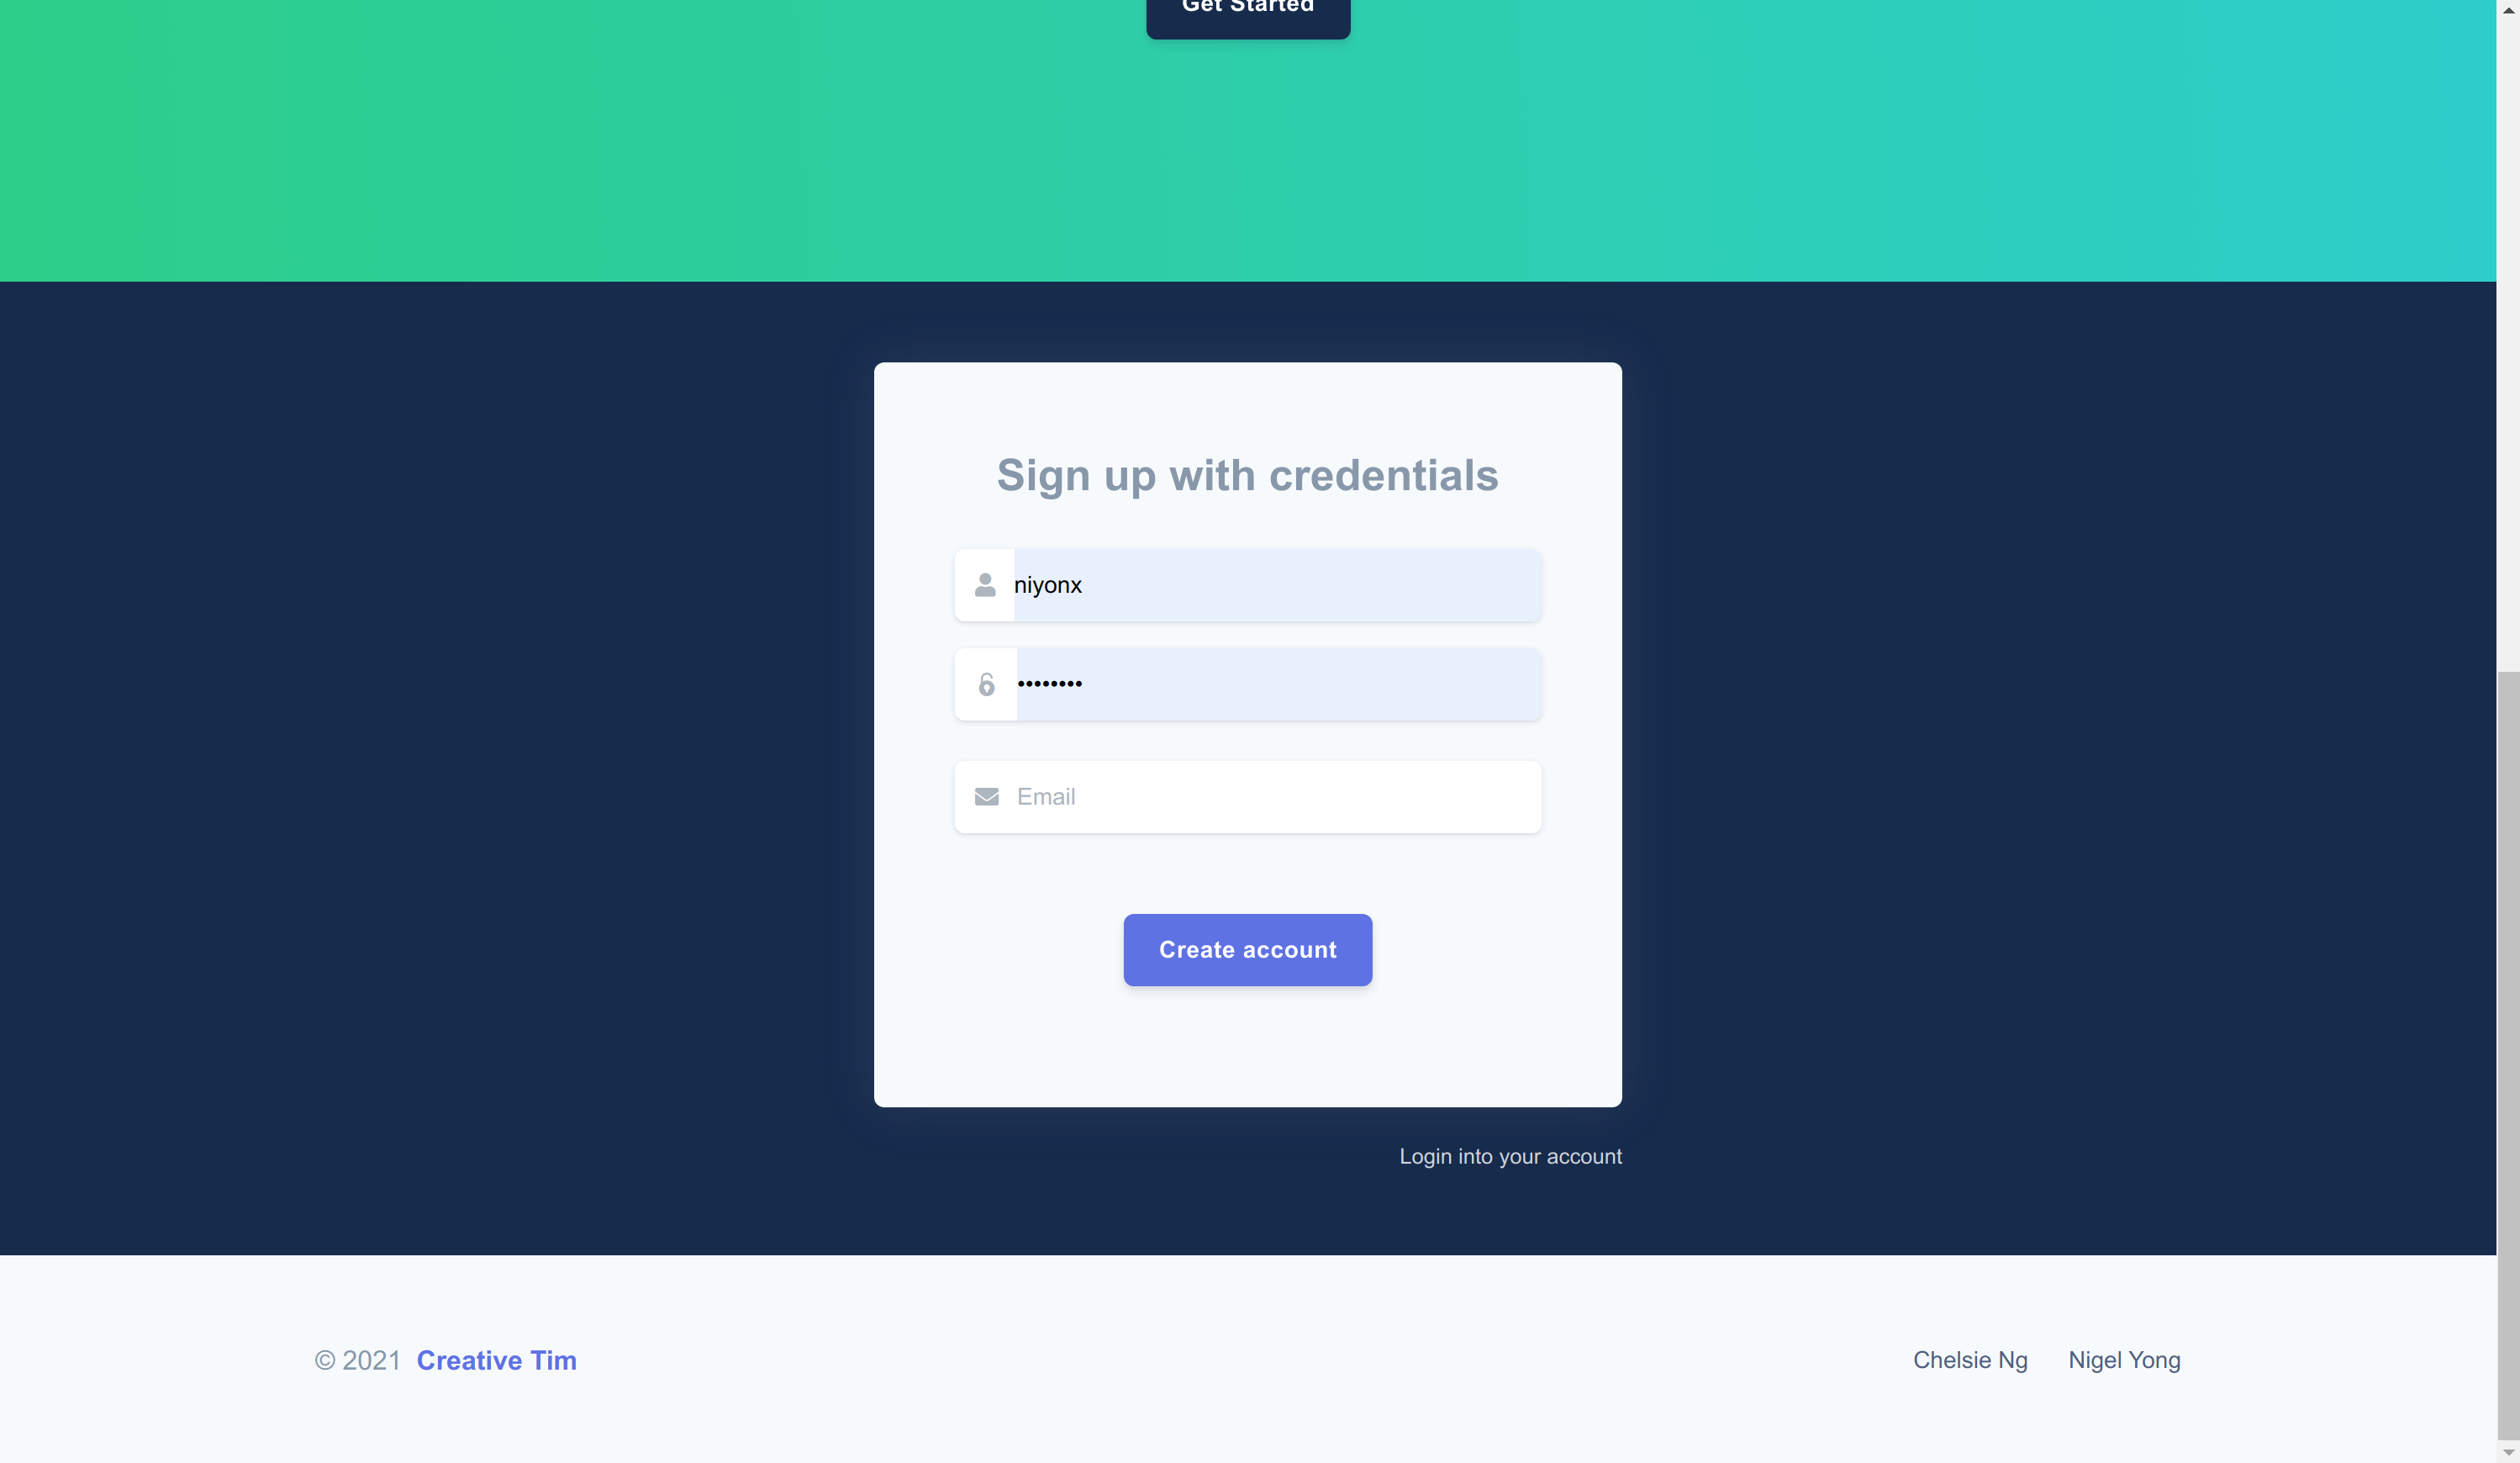 Get Started
Sign up with credentials
niyonx
••••••••
Email
Create account
Login into your account
© 2021 Creative Tim
Chelsie Ng Nigel Yong